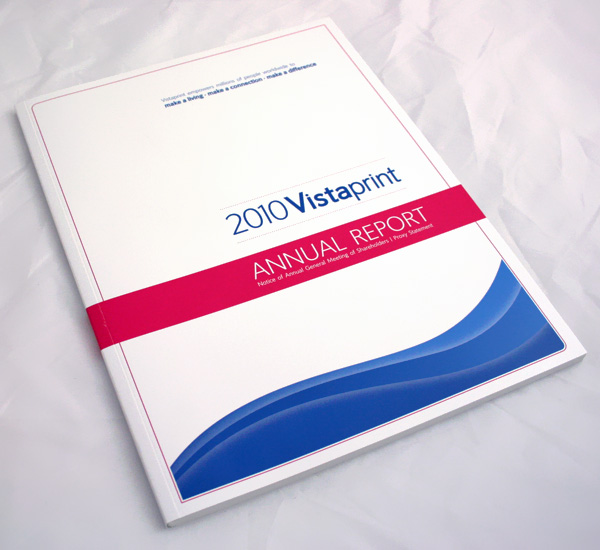 Vistaprint empowers millions of people worldwide to
make a living · make a connection · make a difference
2010 Vistaprint
ANNUAL REPORT
Notice of Annual General Meeting of Shareholders | Proxy Statement